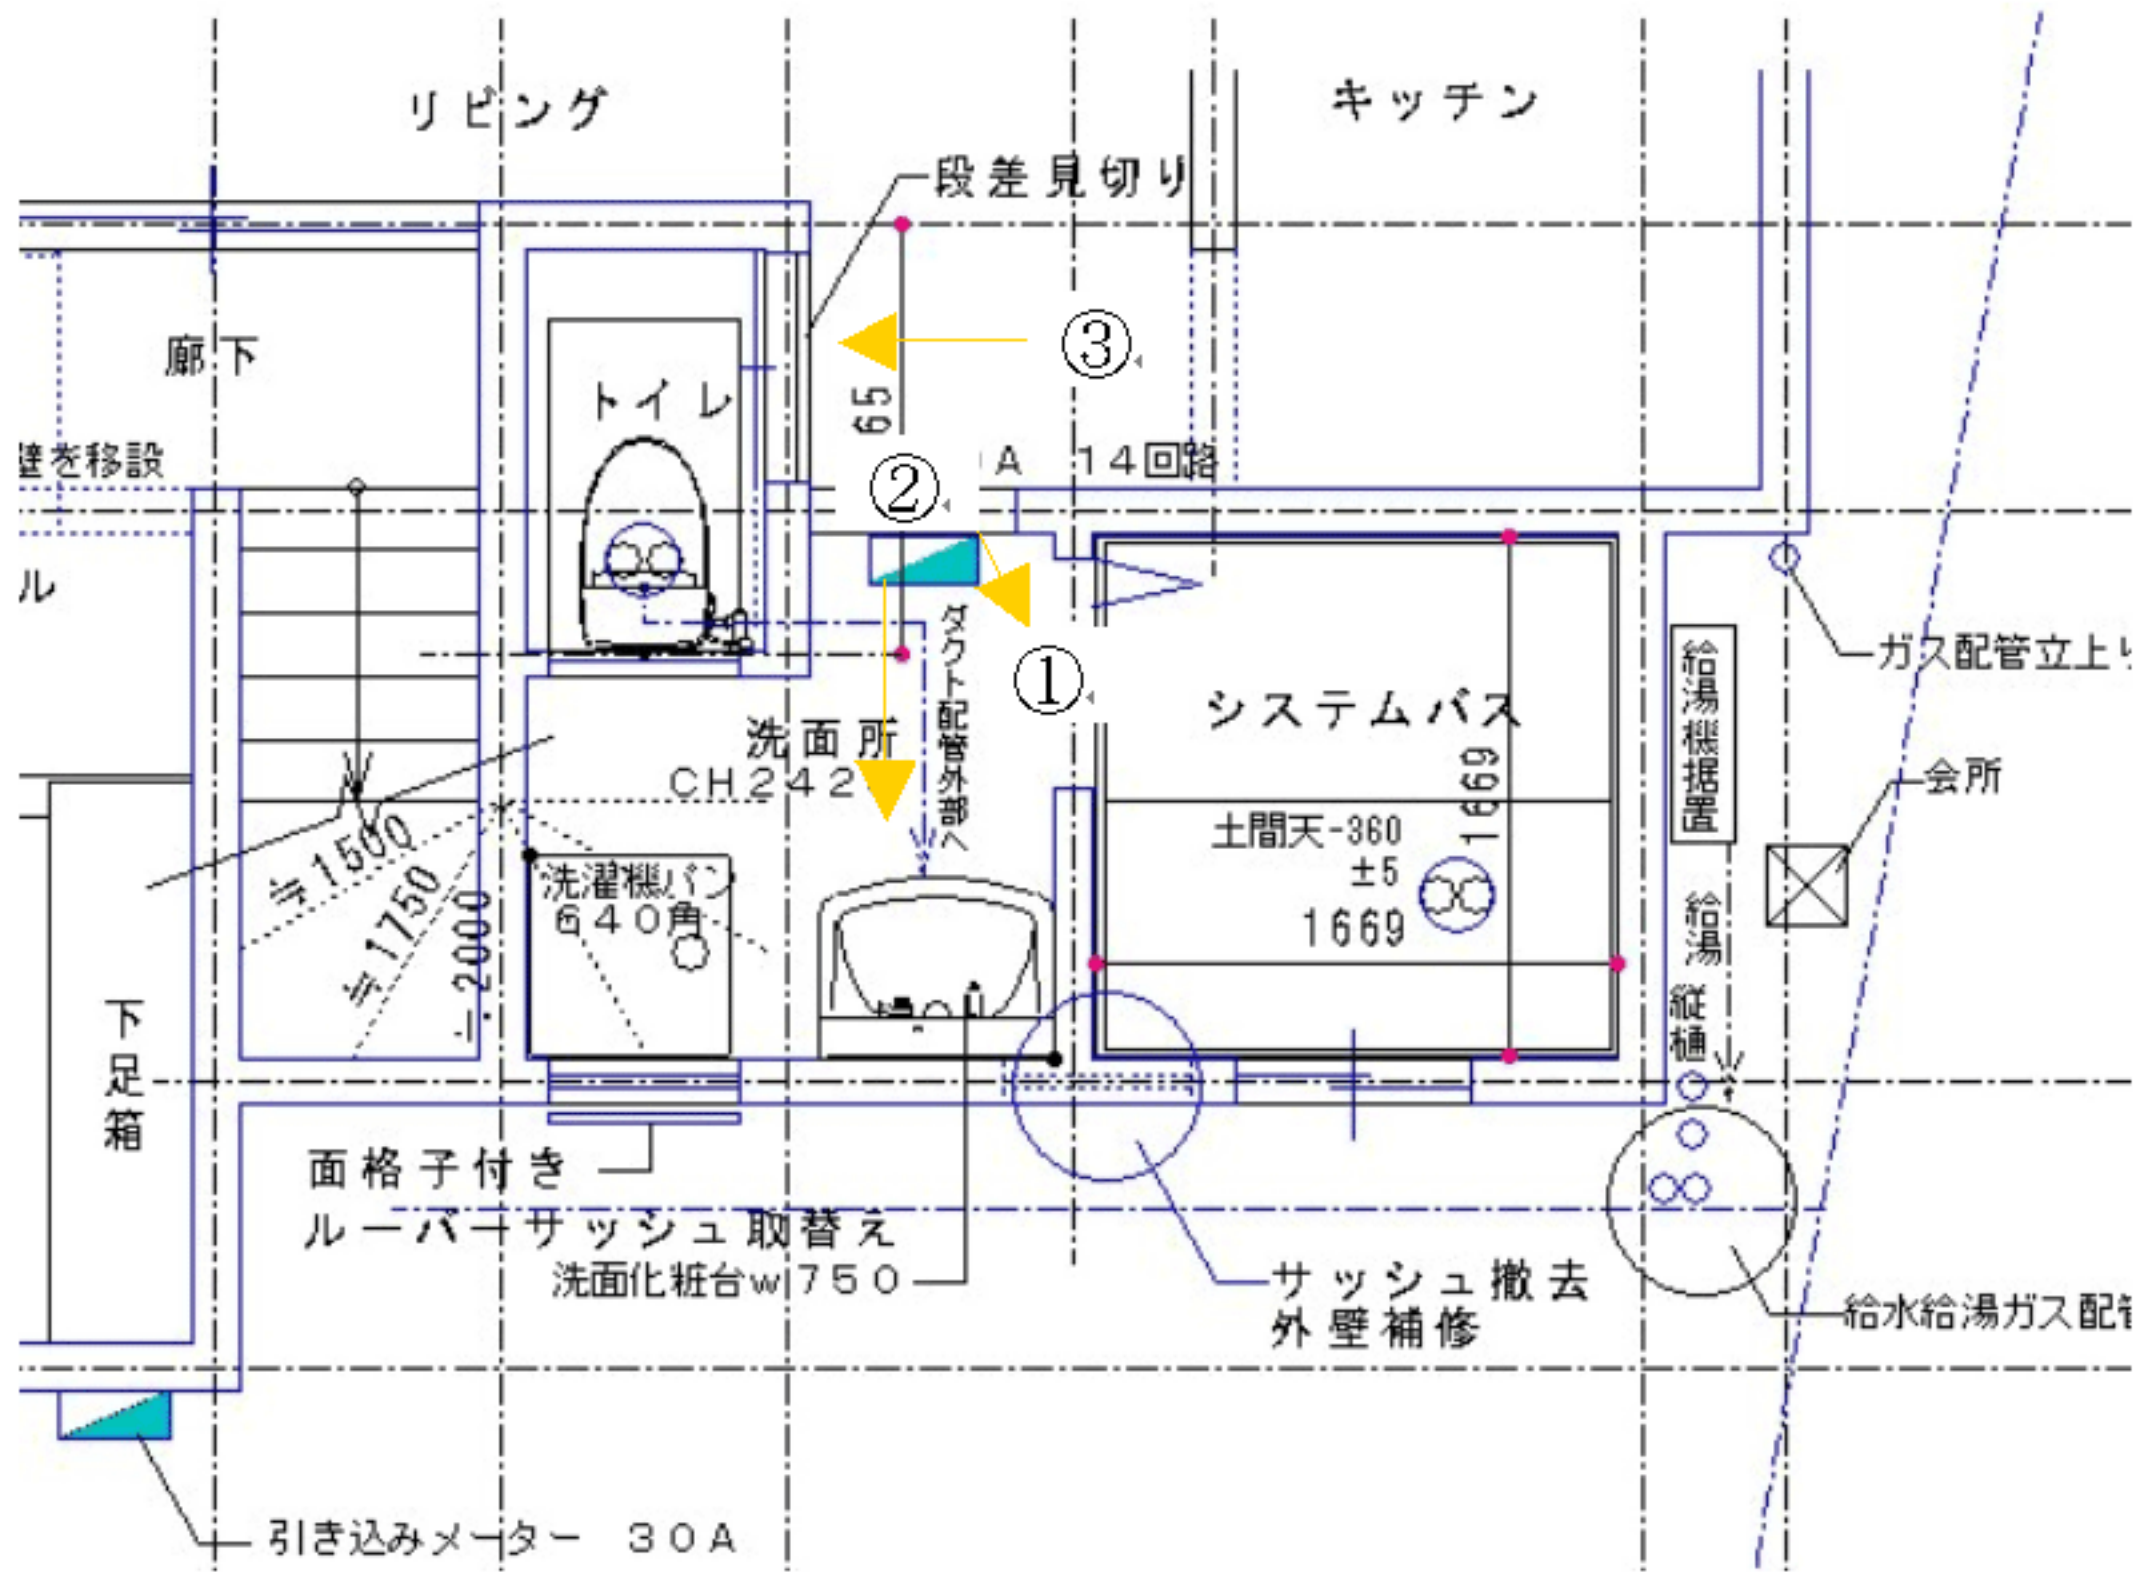 リビング
キッチン
段差見切り
③
廊下
トイレ
65
壁を移設
②
A 14回路
ル
ダクト配管外部へ
①
ガス配管立上り
給湯機据置
システムバス
洗面所
CH242
会所
1669
土間天-360
±5
1669
≒1500
≒1750
2000
洗濯機パン
640角
給湯
縦樋
下足箱
面格子付き
ルーバーサッシュ取替え
洗面化粧台w750
サッシュ撤去
外壁補修
給水給湯ガス配管
引き込みメーター 30A